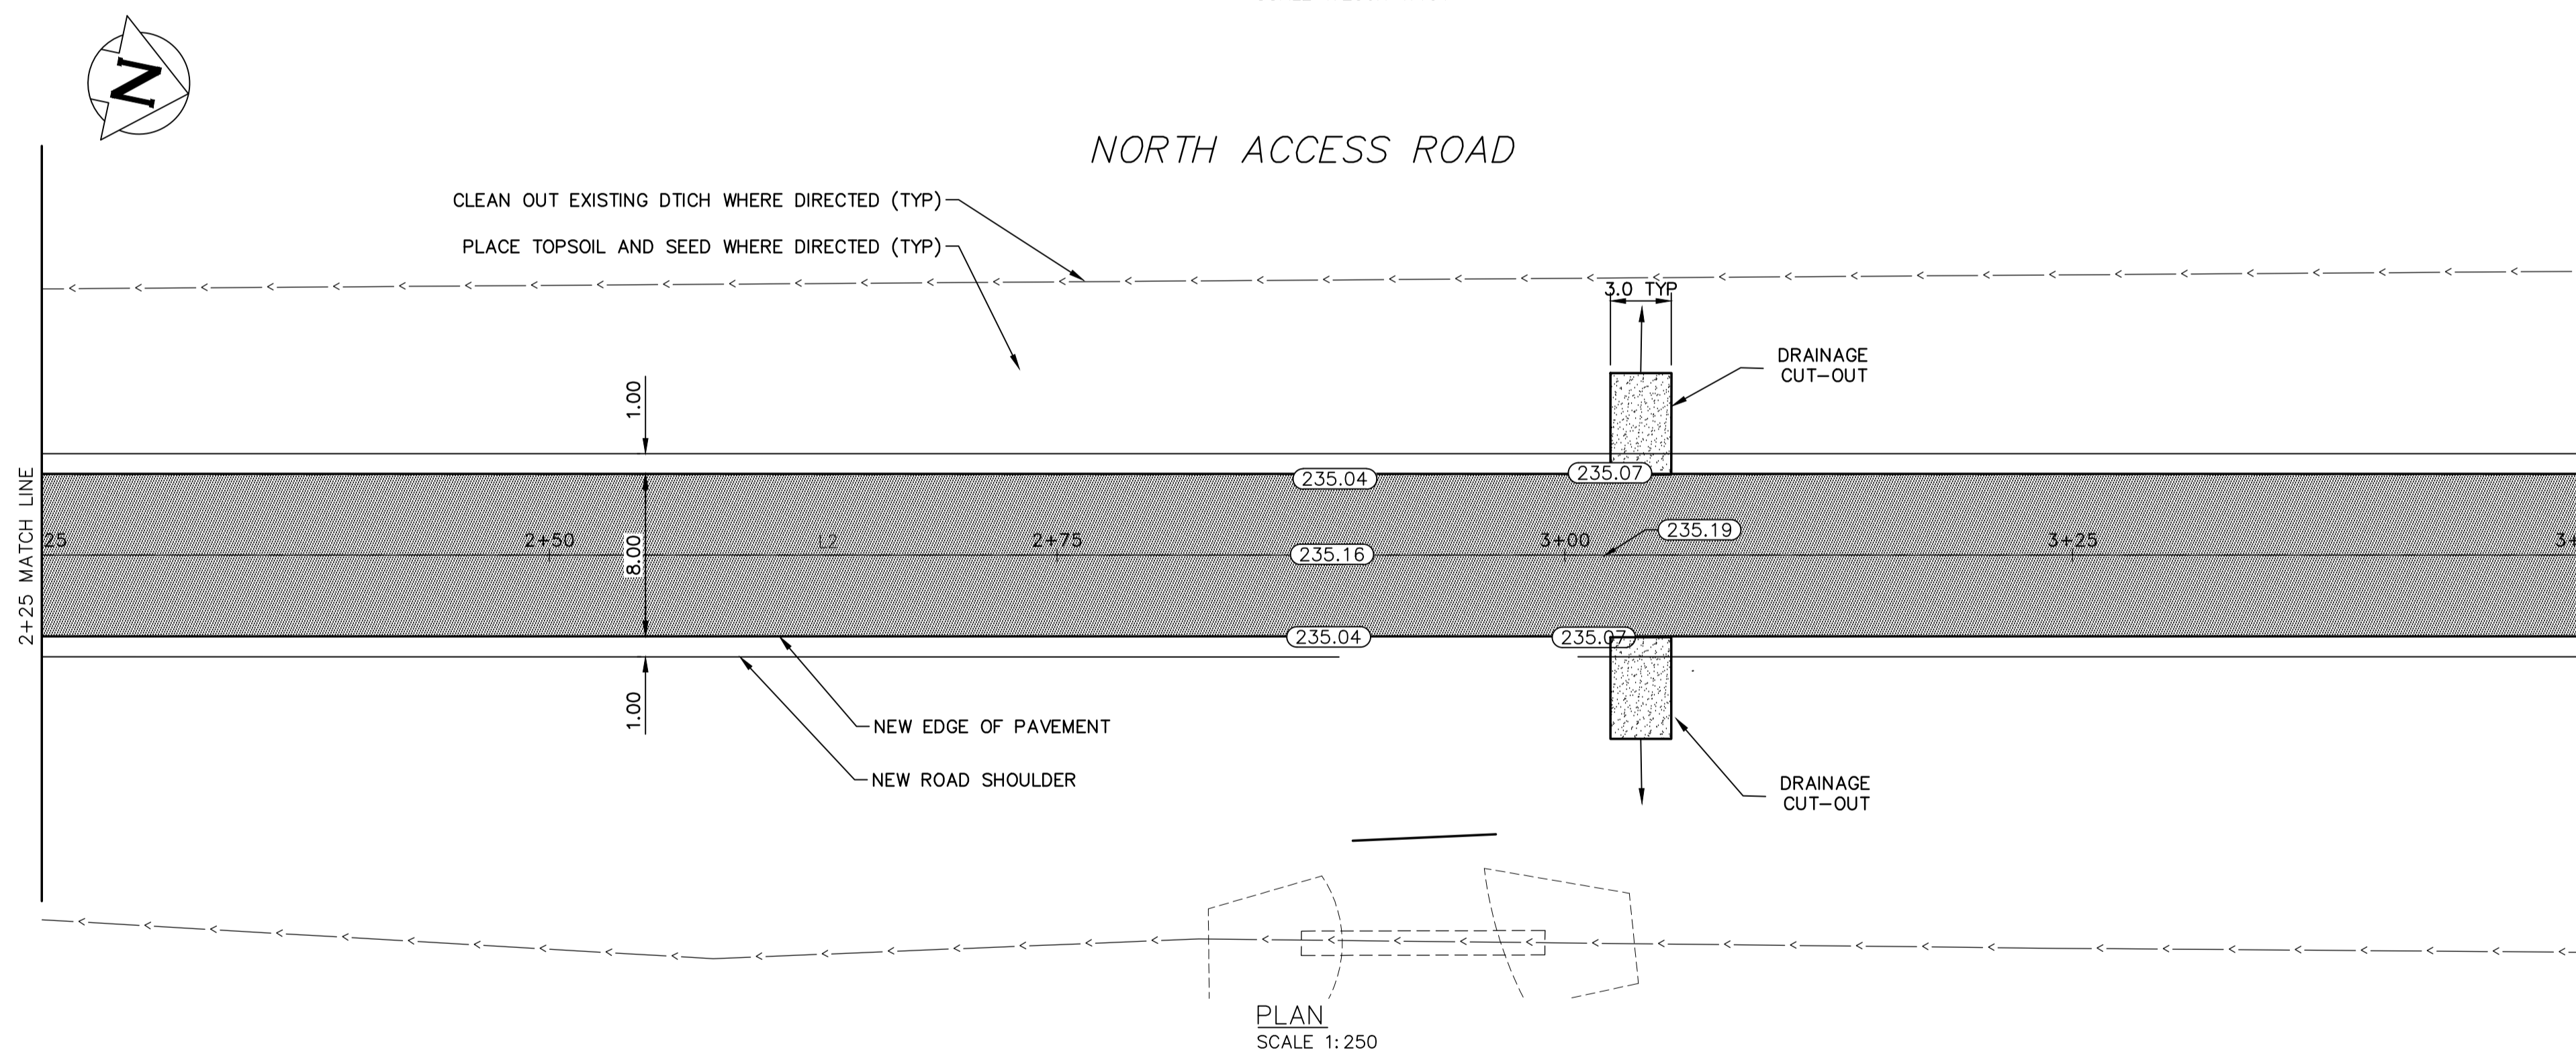 N
NORTH ACCESS ROAD
CLEAN OUT EXISTING DTICH WHERE DIRECTED (TYP)
PLACE TOPSOIL AND SEED WHERE DIRECTED (TYP)
3.0 TYP
DRAINAGE
CUT-OUT
1.00
235.04
235.07
2+25 MATCH LINE
25
2+50
L2
2+75
3+00
235.19
3+25
3+
8.00
235.16
235.04
235.07
1.00
NEW EDGE OF PAVEMENT
NEW ROAD SHOULDER
DRAINAGE
CUT-OUT
PLAN
SCALE 1:250